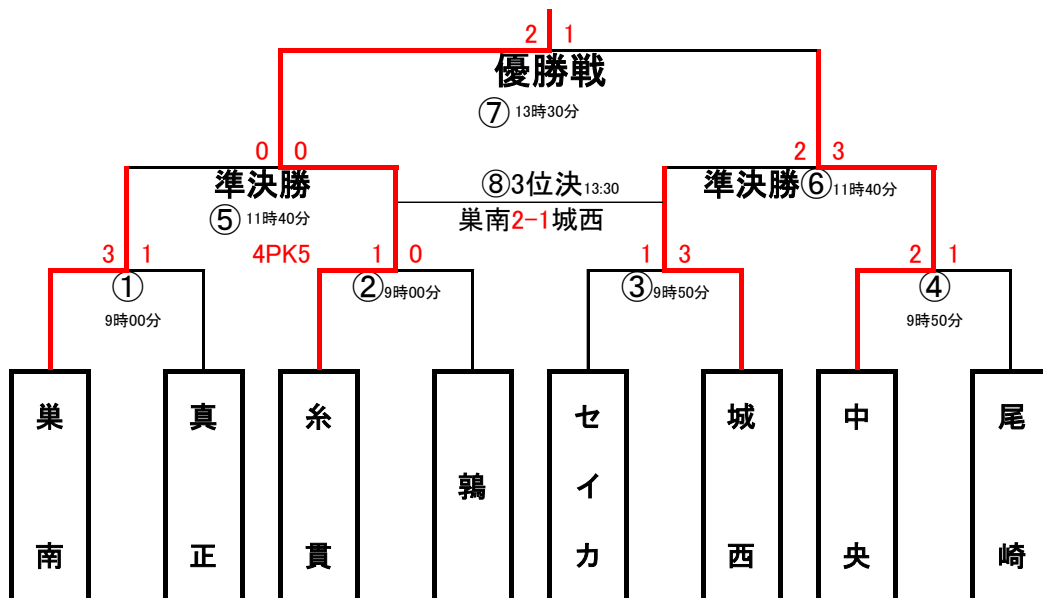 2 1
優勝戦
⑦ 13時30分
0 0
2 3
準決勝
⑧3位決13:30
準決勝⑥11時40分
⑤ 11時40分
巣南2-1城西
3 1
4PK5
1 0
1 3
2 1
①
②9時00分
③9時50分
④
9時00分
9時50分
巣南
真正
糸貫
鶉
セイカ
城西
中央
尾崎